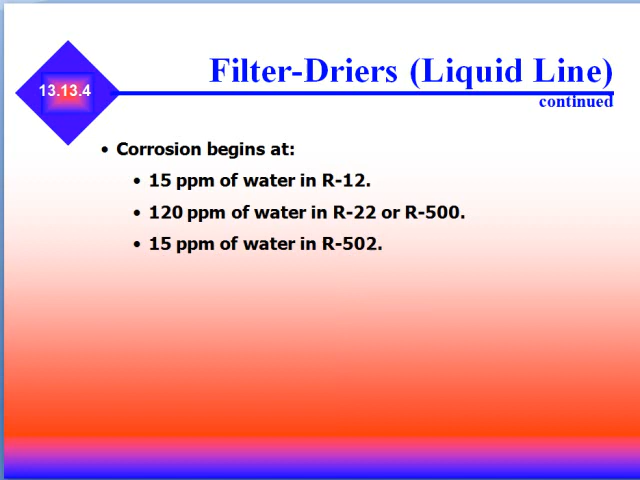 13.13.4
Filter-Driers (Liquid Line)
continued
• Corrosion begins at:
• 15 ppm of water in R-12.
• 120 ppm of water in R-22 or R-500.
• 15 ppm of water in R-502.